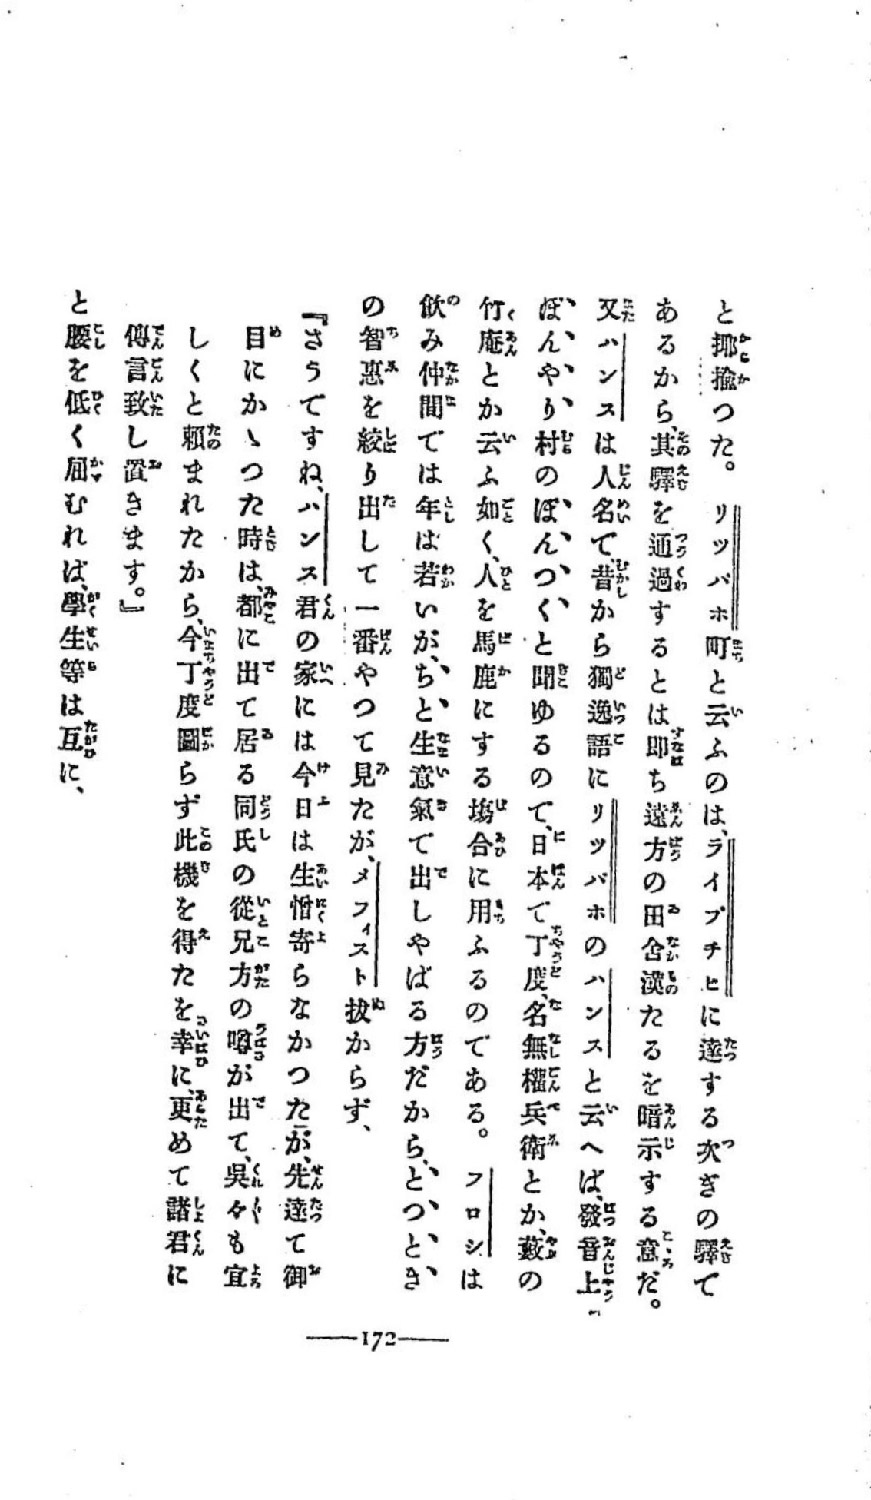 と揶揄つた。リッパホ町と云ふのは、ライプチヒに達する次ぎの驛で
あるから、其驛を通過するとは即ち遠方の田舍漢たるを暗示する意だ。
又ハンスは人名で、昔から獨逸語にリッパホのハンスと云へば、發音上、
ぼんやり村のぼんつくと聞ゆるので、日本で丁度、名無權兵衛とか、藪の
竹庵とか云ふ如く、人を馬鹿にする塲合に用ふるのである。フロシは
飮み仲間では年は若いが、ちと生意氣で出しやばる方だから、とつとき
の智惠を絞り出して一番やつて見たが、メフィスト拔からず、
『さうですね、ハンス君の家には今日は生憎寄らなかつたが、先達て御
目にかゝつた時は、都に出て居る同氏の從兄方の噂が出て、呉々も宜
しくと頼まれたから、今丁度圖らず此機を得たを幸に、更めて諸君に
傳言致し置きます。』
と腰を低く屈むれば、學生等は互に、
172